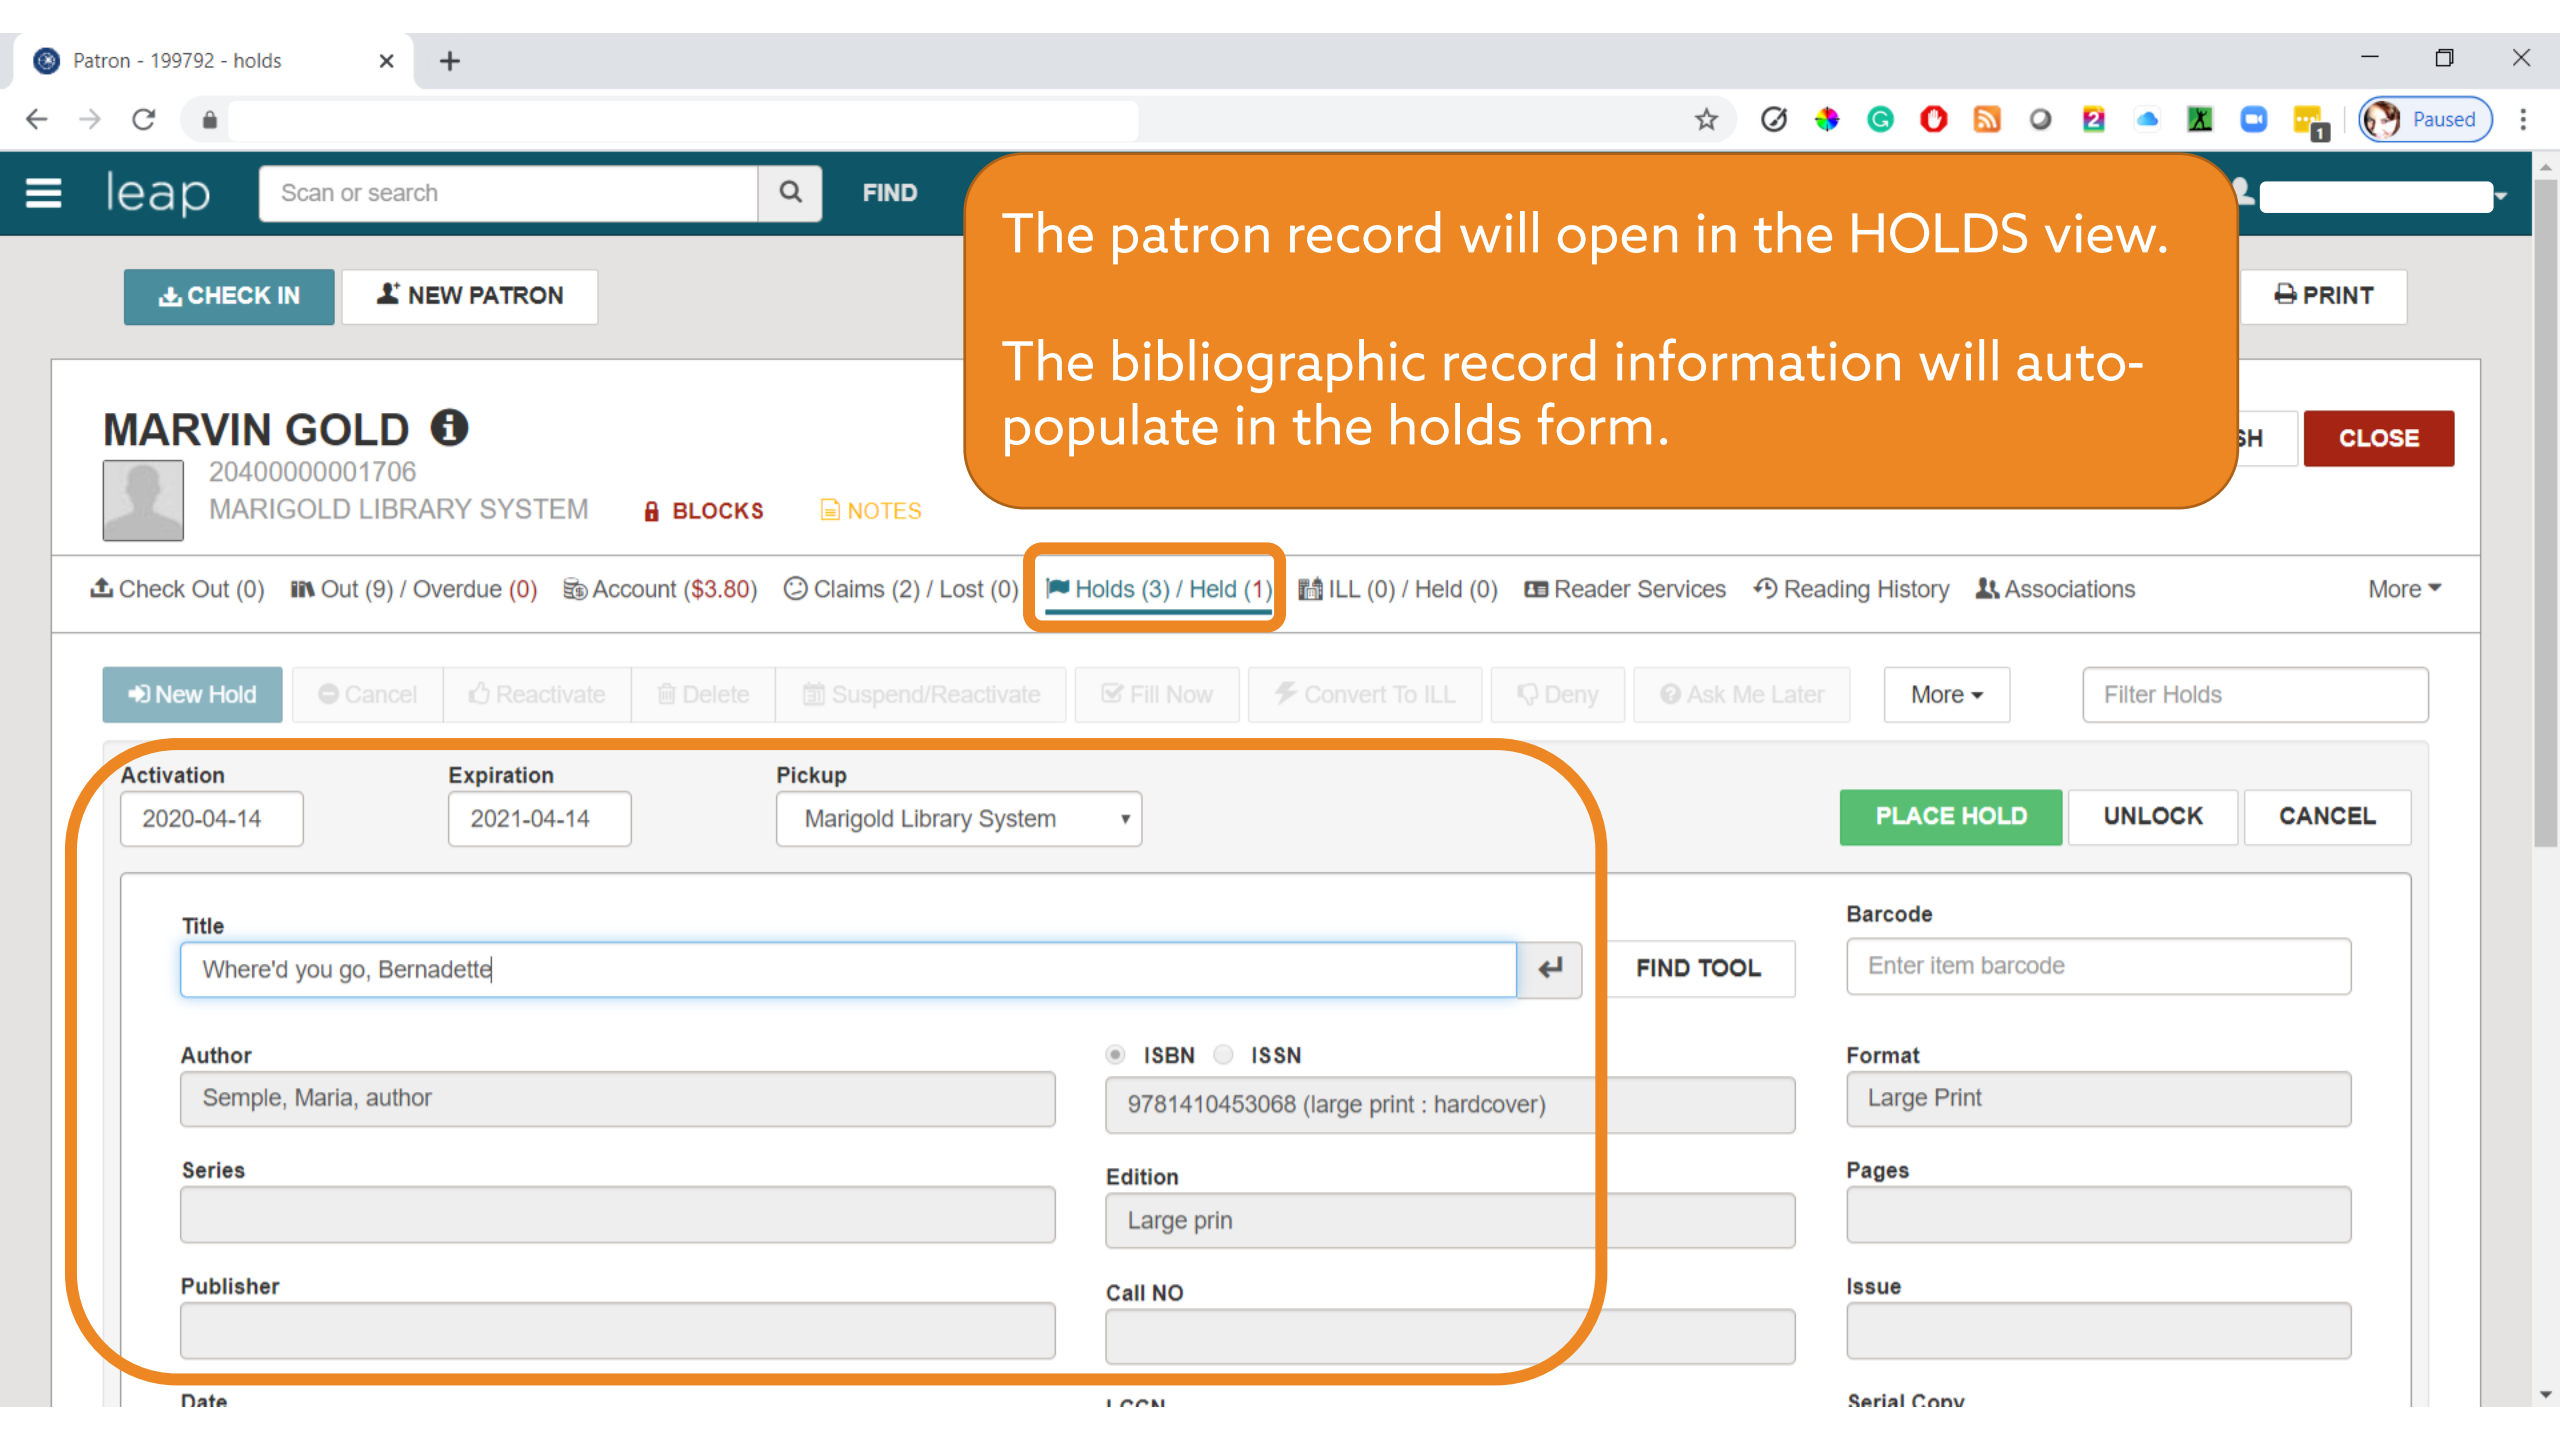 Patron - 199792 - holds
Paused
1
leap
Scan or search
FIND
The patron record will open in the HOLDS view.
The bibliographic record information will auto-
populate in the holds form.
CHECK IN
NEW PATRON
PRINT
MARVIN GOLD
SH
CLOSE
20400000001706
MARIGOLD LIBRARY SYSTEM
BLOCKS
NOTES
Check Out (0) Out (9) / Overdue (0) Account ($3.80) Claims (2) / Lost (0) Holds (3) / Held (1) ILL (0) / Held (0) Reader Services Reading History Associations More
New Hold Cancel Reactivate Delete Suspend/Reactivate Fill Now Convert To ILL Deny Ask Me Later More Filter Holds
Activation Expiration Pickup
2020-04-14 2021-04-14 Marigold Library System
PLACE HOLD UNLOCK CANCEL
Title
Where'd you go, Bernadette
FIND TOOL
Barcode
Enter item barcode
Author
Semple, Maria, author
ISBN ISSN
9781410453068 (large print : hardcover)
Format
Large Print
Series
Edition
Large prin
Pages
Publisher
Call NO
Issue
Date
LCCN
Serial Copy